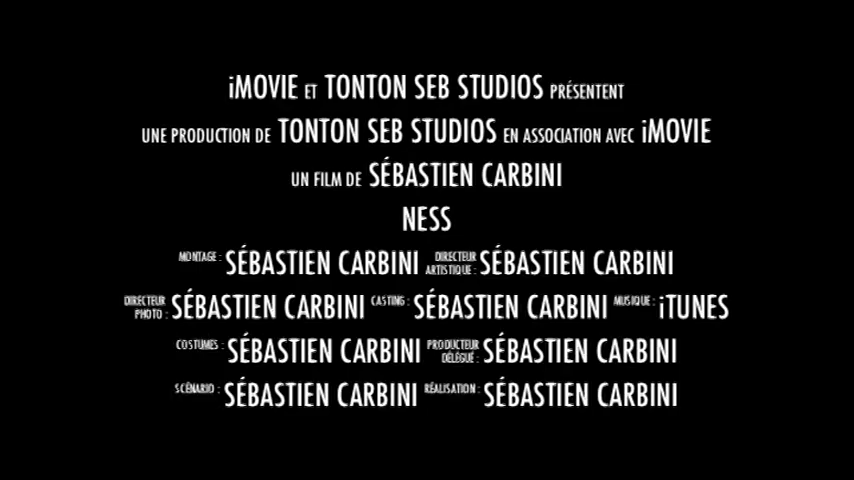 iMOVIE ET TONTON SEB STUDIOS PRÉSENTENT
UNE PRODUCTION DE TONTON SEB STUDIOS EN ASSOCIATION AVEC iMOVIE
UN FILM DE SÉBASTIEN CARBINI
NESS
MONTAGE : SÉBASTIEN CARBINI DIRECTEUR ARTISTIQUE : SÉBASTIEN CARBINI
DIRECTEUR PHOTO : SÉBASTIEN CARBINI CASTING : SÉBASTIEN CARBINI MUSIQUE : iTUNES
COSTUMES : SÉBASTIEN CARBINI PRODUCTEUR DÉLÉGUÉ : SÉBASTIEN CARBINI
SCÉNARIO : SÉBASTIEN CARBINI RÉALISATION : SÉBASTIEN CARBINI